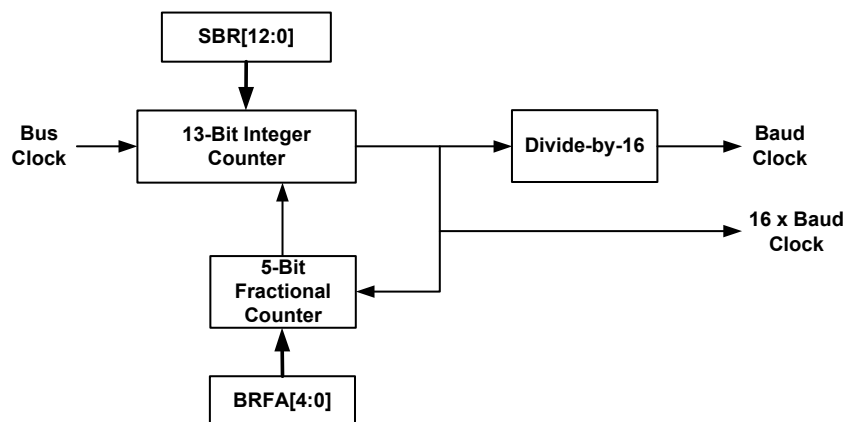 SBR[12:0]
Bus
Clock
13-Bit Integer
Counter
Divide-by-16
Baud
Clock
16 x Baud
Clock
5-Bit
Fractional
Counter
BRFA[4:0]